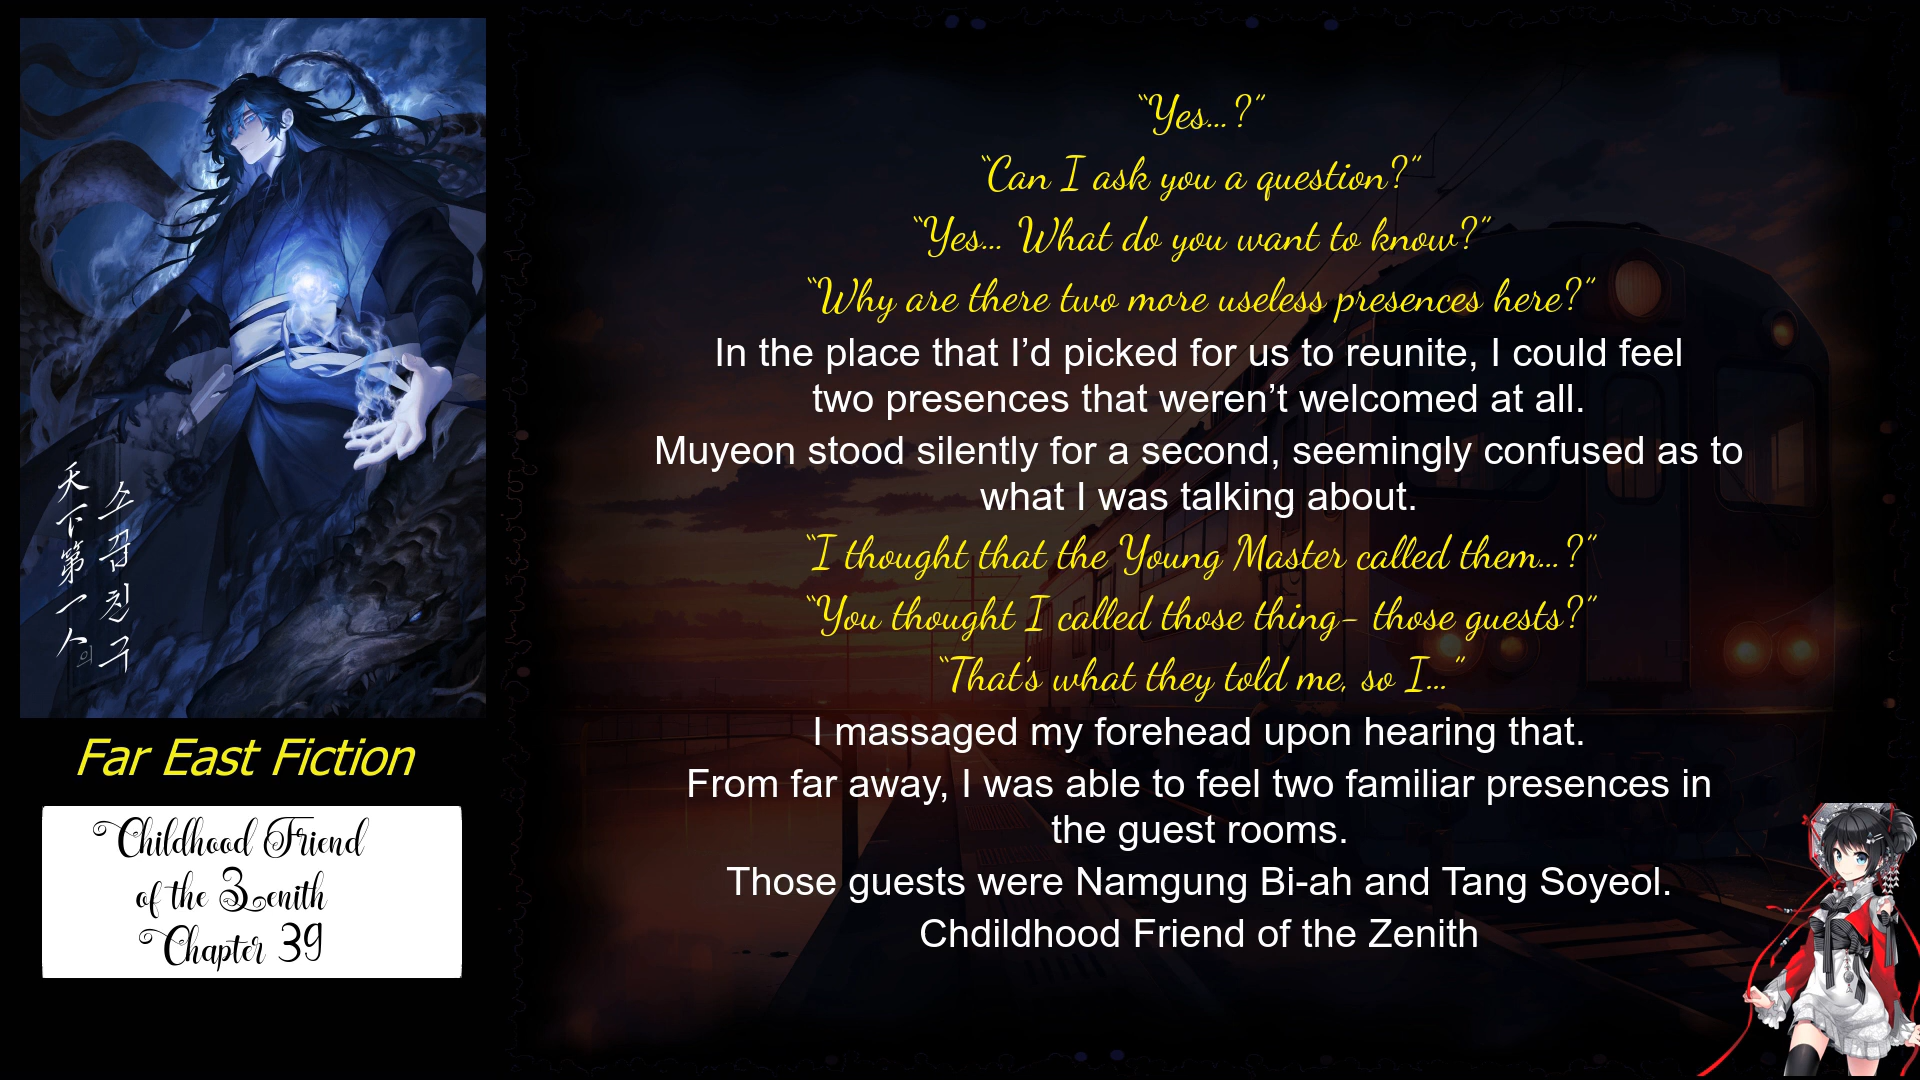 天下第一人의
소꿉친구
Far East Fiction
Childhood Friend
of the Zenith
Chapter 39
“Yes…?”
“Can I ask you a question?”
“Yes… What do you want to know?”
“Why are there two more useless presences here?”
In the place that I’d picked for us to reunite, I could feel
two presences that weren’t welcomed at all.
Muyeon stood silently for a second, seemingly confused as to
what I was talking about.
“I thought that the Young Master called them…?”
“You thought I called those thing- those guests?”
“That’s what they told me, so I…”
I massaged my forehead upon hearing that.
From far away, I was able to feel two familiar presences in
the guest rooms.
Those guests were Namgung Bi-ah and Tang Soyeol.
Chdildhood Friend of the Zenith